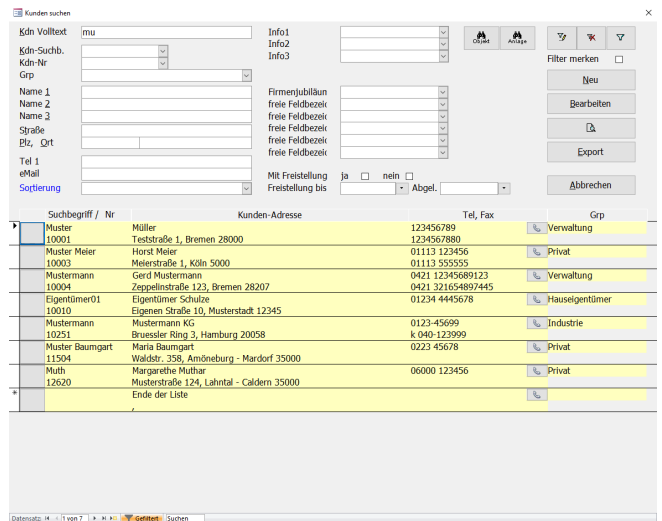 Kunden suchen
Kdn Volltext mu
Kdn-Suchb.
Kdn-Nr
Grp
Name 1
Name 2
Name 3
Straße
Plz, Ort
Tel 1
eMail
Sortierung
Info1
Info2
Info3
Firmenjubiläun
freie Feldbezeic
freie Feldbezeic
freie Feldbezeic
freie Feldbezeic
freie Feldbezeic
Mit Freistellung ja nein
Freistellung bis Abgel.
Objekt Anlage
Filter merken
Neu
Bearbeiten
Export
Abbrechen
Suchbegriff / Nr Kunden-Adresse Tel, Fax Grp
Muster Müller 123456789 Verwaltung
10001 Teststraße 1, Bremen 28000 1234567880
Muster Meier Horst Meier 01113 123456 Privat
10003 Meierstraße 1, Köln 5000 01113 555555
Mustermann Gerd Mustermann 0421 12345689123 Verwaltung
10004 Zeppelinstraße 123, Bremen 28207 0421 321654897445
Eigentümer01 Eigentümer Schulze 01234 4445678 Hauseigentümer
10010 Eigenen Straße 10, Musterstadt 12345
Mustermann Mustermann KG 0123-45699 Industrie
10251 Bruessler Ring 3, Hamburg 20058 k 040-123999
Muster Baumgart Maria Baumgart 0223 45678 Privat
11504 Waldstr. 358, Amöneburg - Mardorf 35000
Muth Margarethe Muthar 06000 123456 Privat
12620 Musterstraße 124, Lahntal - Caldern 35000
Ende der Liste
,
Datensatz: 1 von 7 Gefiltert Suchen